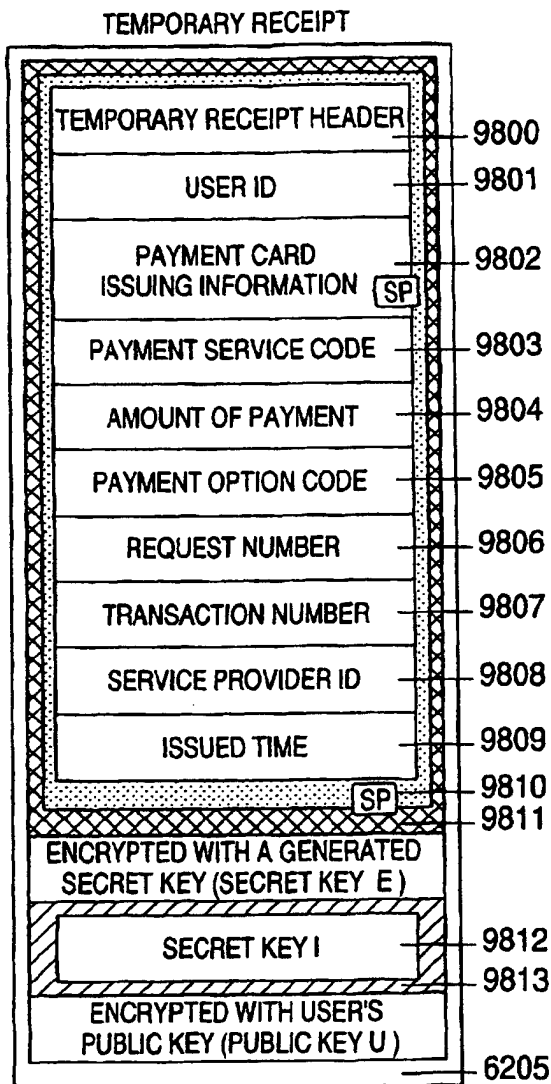 TEMPORARY RECEIPT
TEMPORARY RECEIPT HEADER
9800
USER ID
9801
PAYMENT CARD
ISSUING INFORMATION
SP
9802
PAYMENT SERVICE CODE
9803
AMOUNT OF PAYMENT
9804
PAYMENT OPTION CODE
9805
REQUEST NUMBER
9806
TRANSACTION NUMBER
9807
SERVICE PROVIDER ID
9808
ISSUED TIME
9809
SP
9810
9811
ENCRYPTED WITH A GENERATED
SECRET KEY (SECRET KEY E)
SECRET KEY I
9812
9813
ENCRYPTED WITH USER'S
PUBLIC KEY (PUBLIC KEY U)
6205